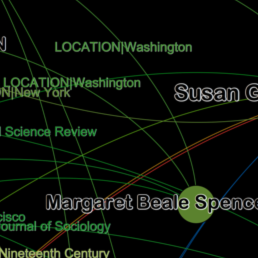 N
LOCATION|Washington
LOCATION|Washington
N|New York
Susan G
l Science Review
Margaret Beale Spence
cisco
ournal of Sociology
Nineteenth Century